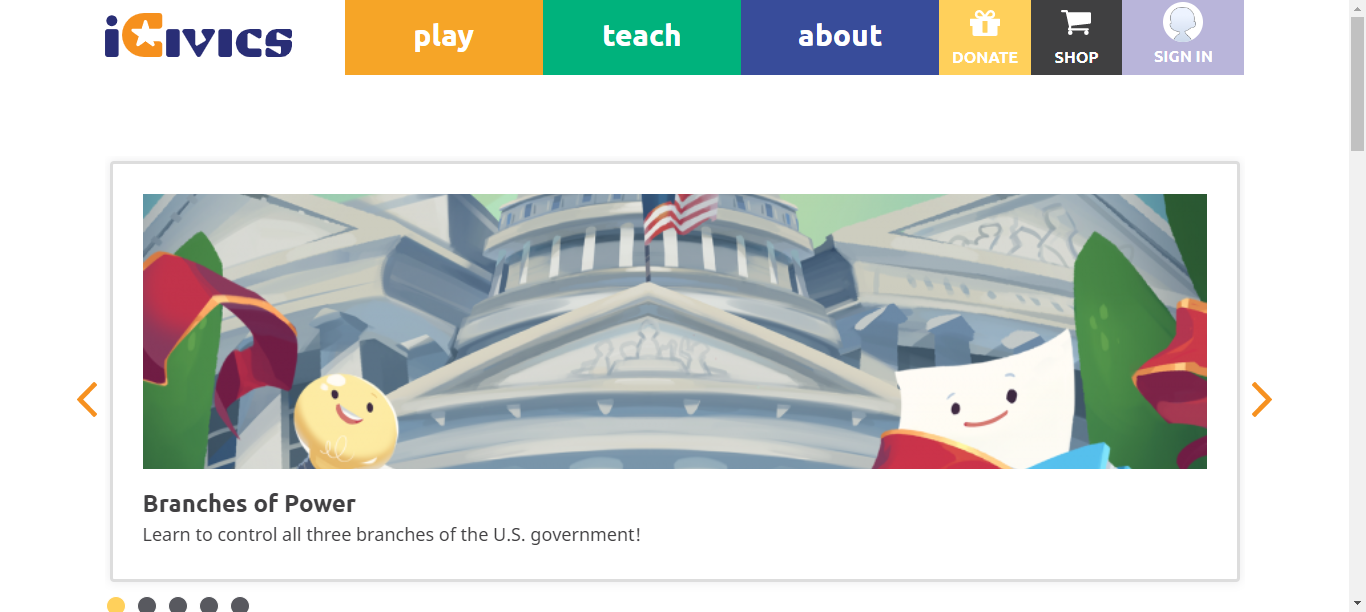 iCivics
play
teach
about
DONATE
SHOP
SIGN IN
Branches of Power
Learn to control all three branches of the U.S. government!